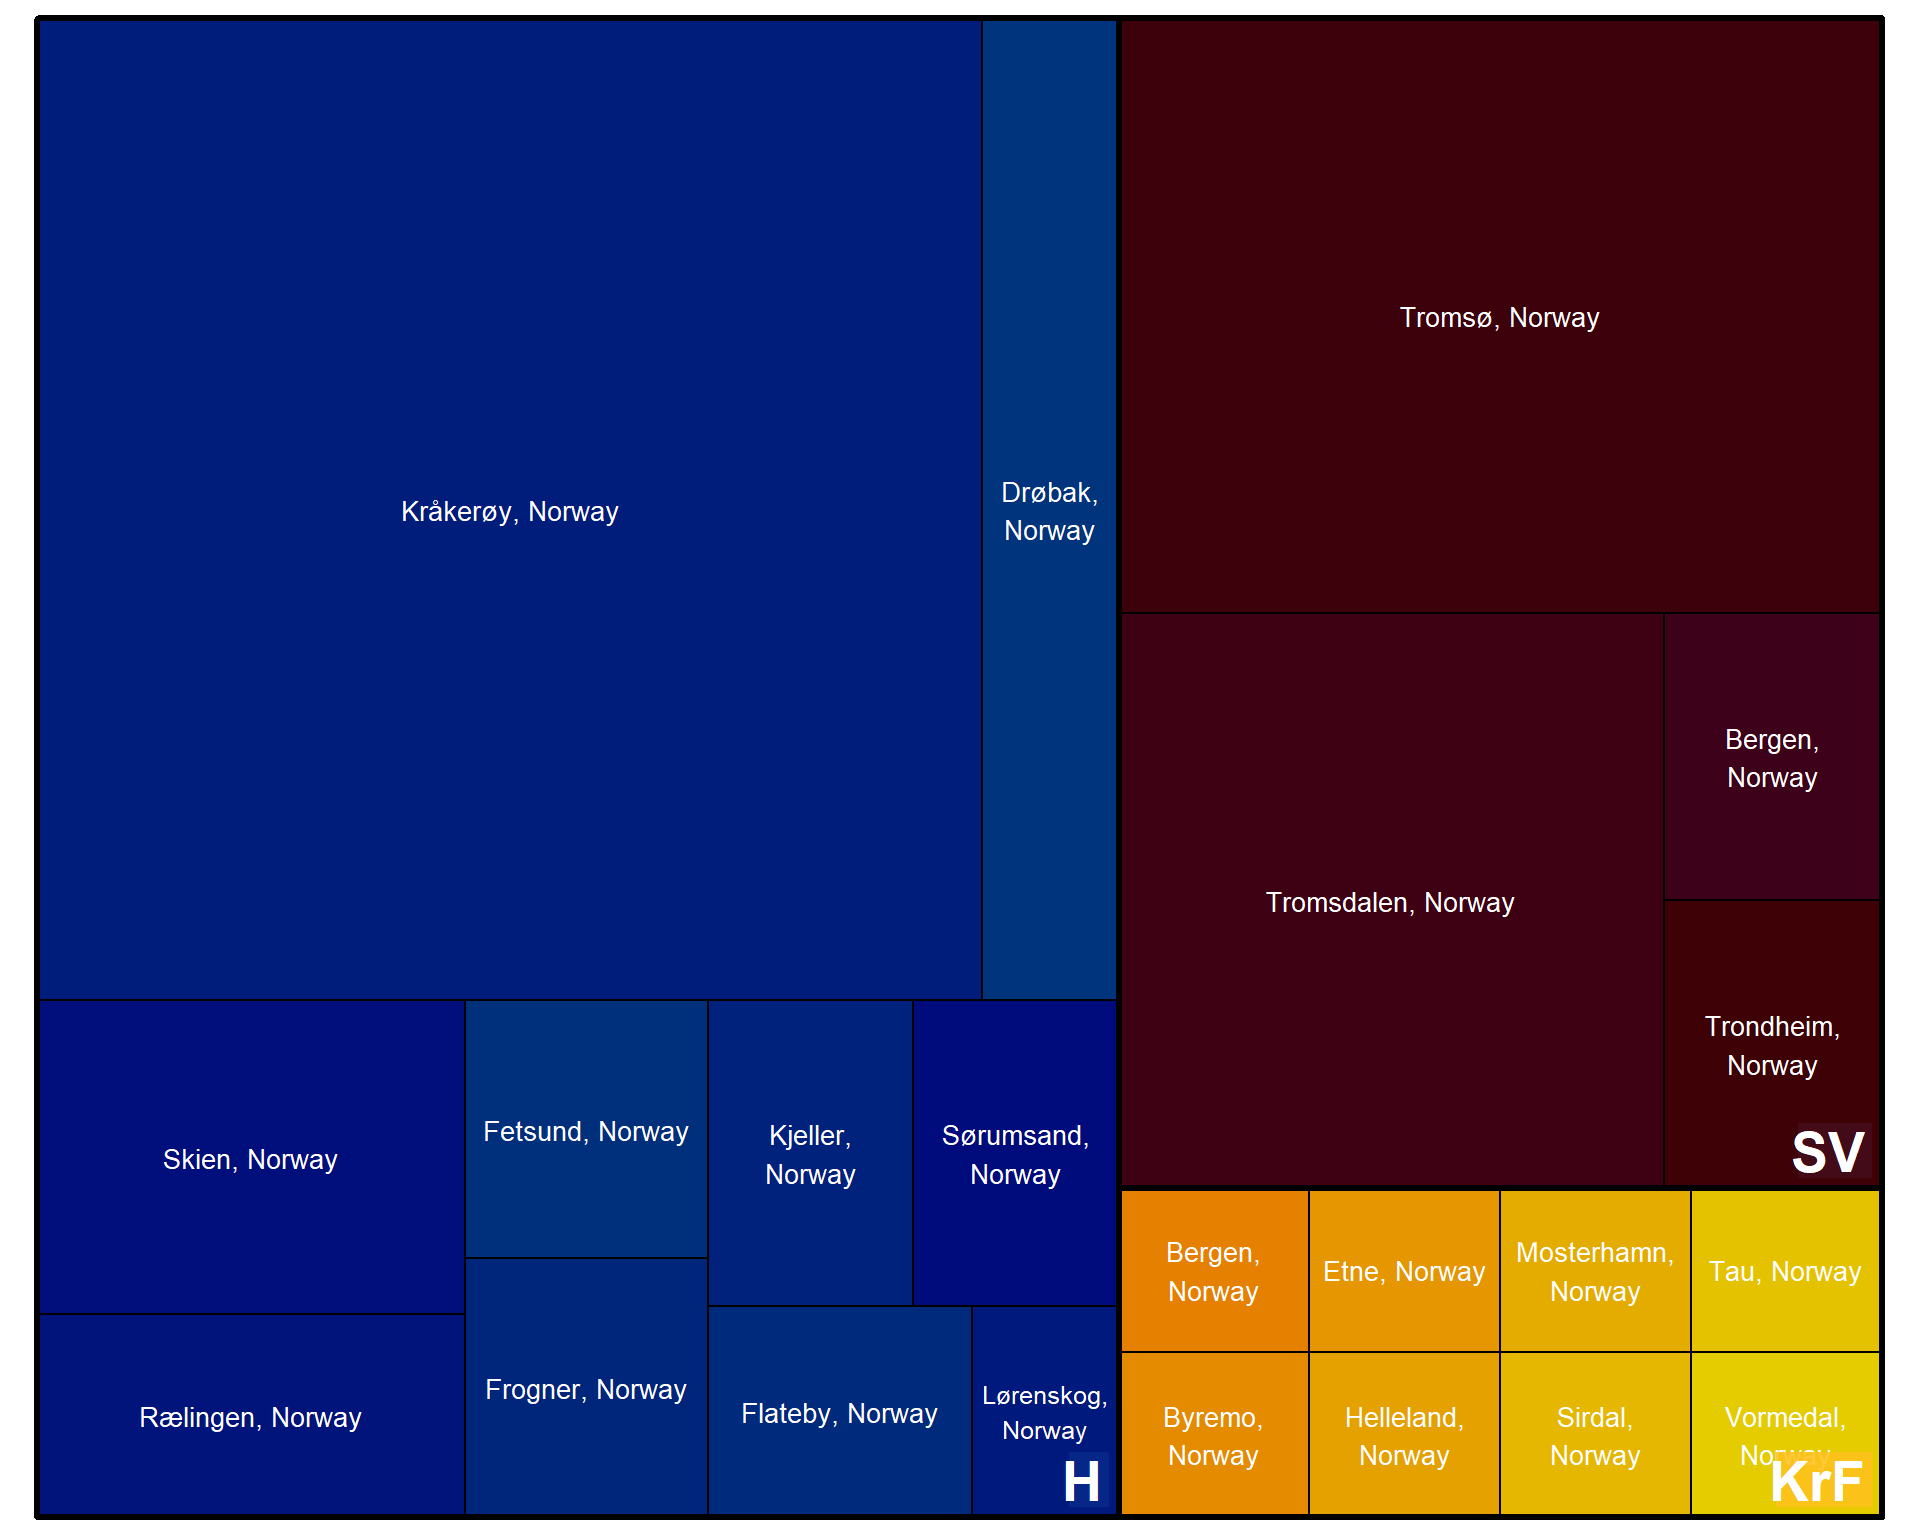 Kråkerøy, Norway
Drøbak,
Norway
Skien, Norway
Rælingen, Norway
Fetsund, Norway
Frogner, Norway
Kjeller,
Norway
Sørumsand,
Norway
Flateby, Norway
Lørenskog,
Norway
H
Tromsø, Norway
Tromsdalen, Norway
Bergen,
Norway
Trondheim,
Norway
SV
Bergen,
Norway
Etne, Norway
Mosterhamn,
Norway
Tau, Norway
Byremo,
Norway
Helleland,
Norway
Sirdal,
Norway
Vormedal,
Norway
KrF